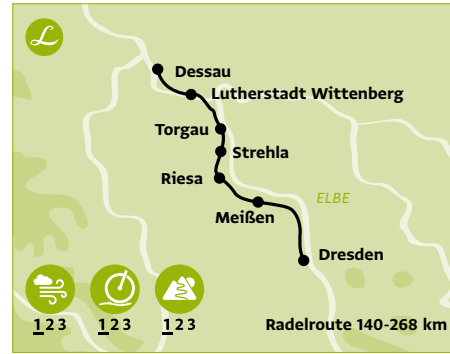 L
Dessau
Lutherstadt Wittenberg
Torgau
Strehla
Riesa
ELBE
Meißen
Dresden
1 2 3
1 2 3
1 2 3
Radelroute 140-268 km